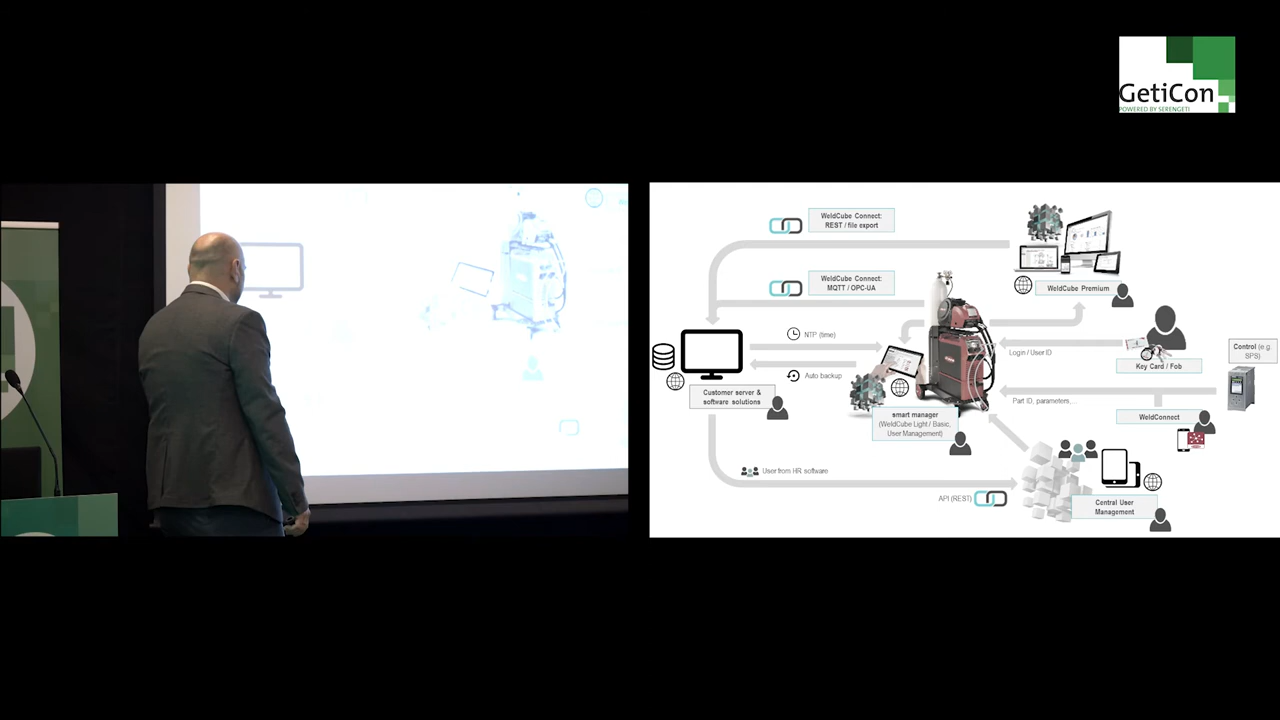 GetiCon
POWERED BY SERENGETI
WeldCube Connect:
REST / file export
WeldCube Connect:
MQTT / OPC-UA
WeldCube Premium
NTP (time)
Login / User ID
Key Card / Fob
Control (e.g.
SPS)
Auto backup
Customer server &
software solutions
smart manager
(WeldCube Light / Basic,
User Management)
Part ID, parameters,...
WeldConnect
User from HR software
API (REST)
Central User
Management